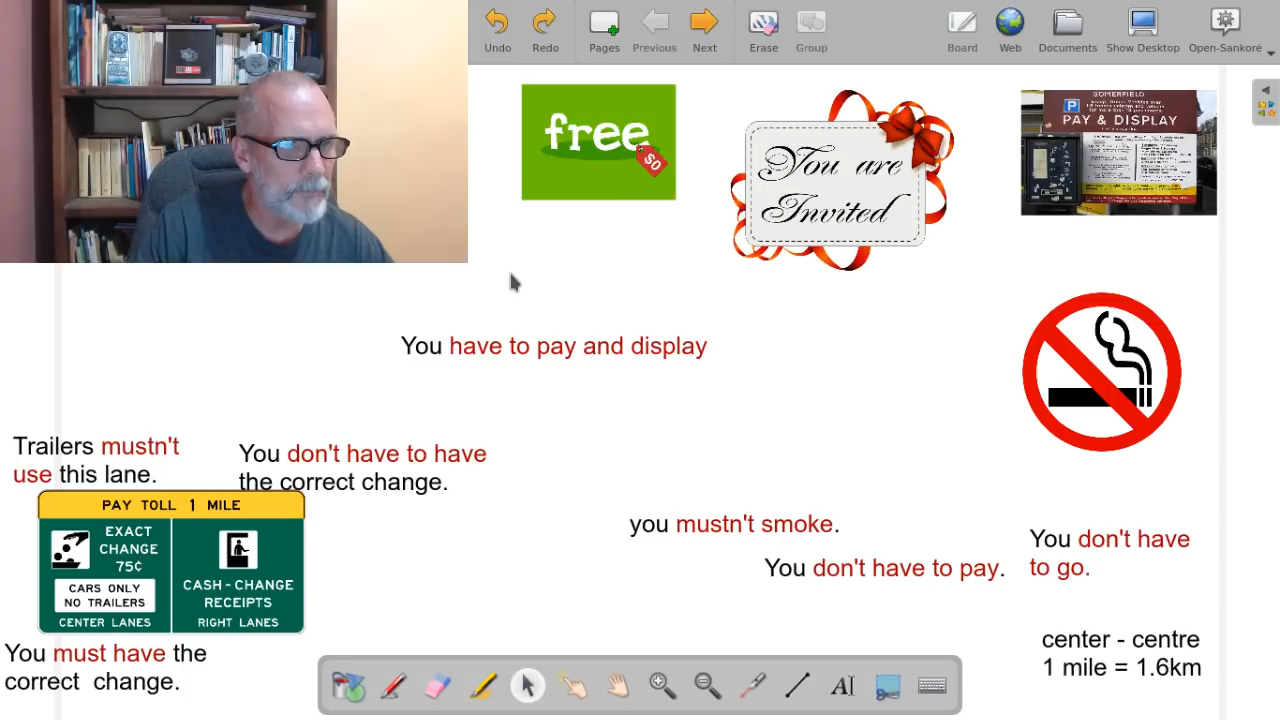 Undo
Redo
Pages
Previous
Next
Erase
Group
Board
Web
Documents
Show Desktop
Open-Sankore
free
$0
You are
Invited
SOMERFIELD
P
PAY & DISPLAY
You have to pay and display
Trailers mustn't
use this lane.
You don't have to have
the correct change.
PAY TOLL 1 MILE
EXACT
CHANGE
75¢
CARS ONLY
NO TRAILERS
CENTER LANES
CASH-CHANGE
RECEIPTS
RIGHT LANES
You must have the
correct change.
you mustn't smoke.
You don't have to pay.
You don't have
to go.
center - centre
1 mile = 1.6km